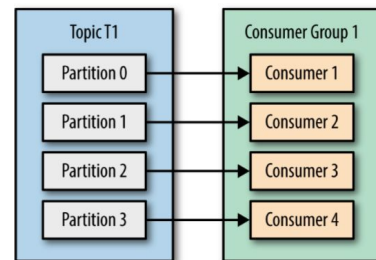 Topic T1
Partition 0
Partition 1
Partition 2
Partition 3
Consumer Group 1
Consumer 1
Consumer 2
Consumer 3
Consumer 4